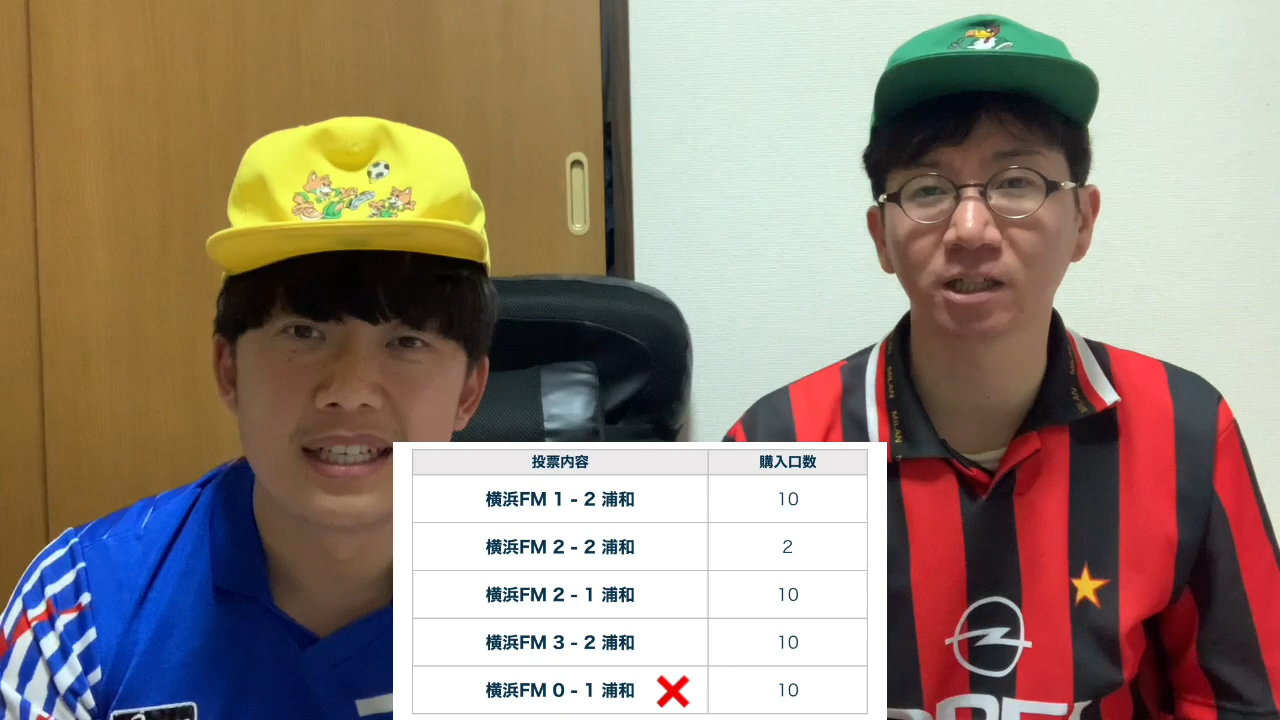 MILAN
投票内容 購入口数
横浜FM 1 - 2 浦和 10
横浜FM 2 - 2 浦和 2
横浜FM 2 - 1 浦和 10
横浜FM 3 - 2 浦和 10
横浜FM 0 - 1 浦和 10